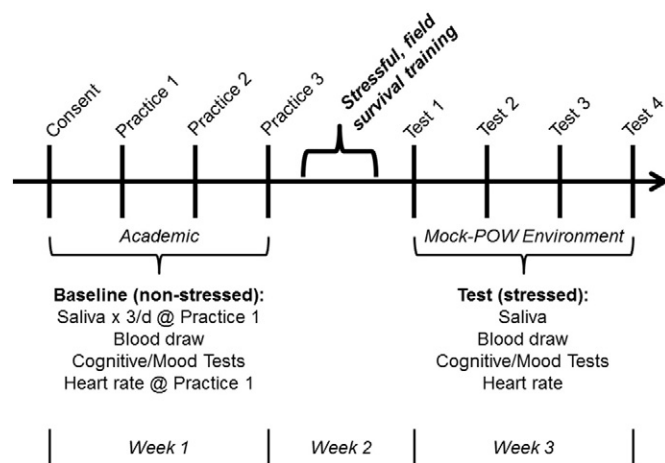 Consent
Practice 1
Practice 2
Practice 3
Stressful, field
survival training
Test 1
Test 2
Test 3
Test 4
Academic
Mock-POW Environment
Baseline (non-stressed):
Saliva x 3/d @ Practice 1
Blood draw
Cognitive/Mood Tests
Heart rate @ Practice 1
Test (stressed):
Saliva
Blood draw
Cognitive/Mood Tests
Heart rate
Week 1
Week 2
Week 3